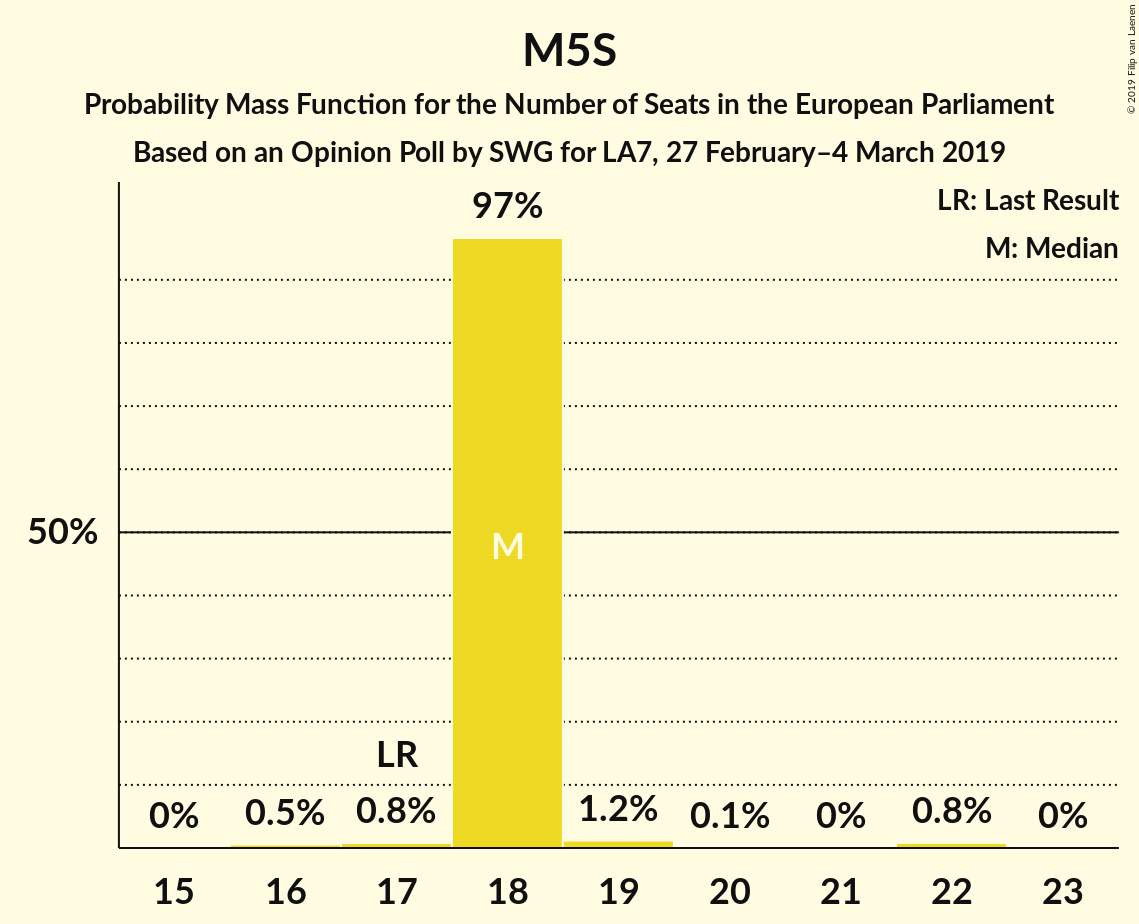 M5S
Probability Mass Function for the Number of Seats in the European Parliament
Based on an Opinion Poll by SWG for LA7, 27 February–4 March 2019
© 2019 Filip van Laenen
LR: Last Result
M: Median
97%
50%
M
LR
0% 0.5% 0.8% 1.2% 0.1% 0% 0.8% 0%
15 16 17 18 19 20 21 22 23